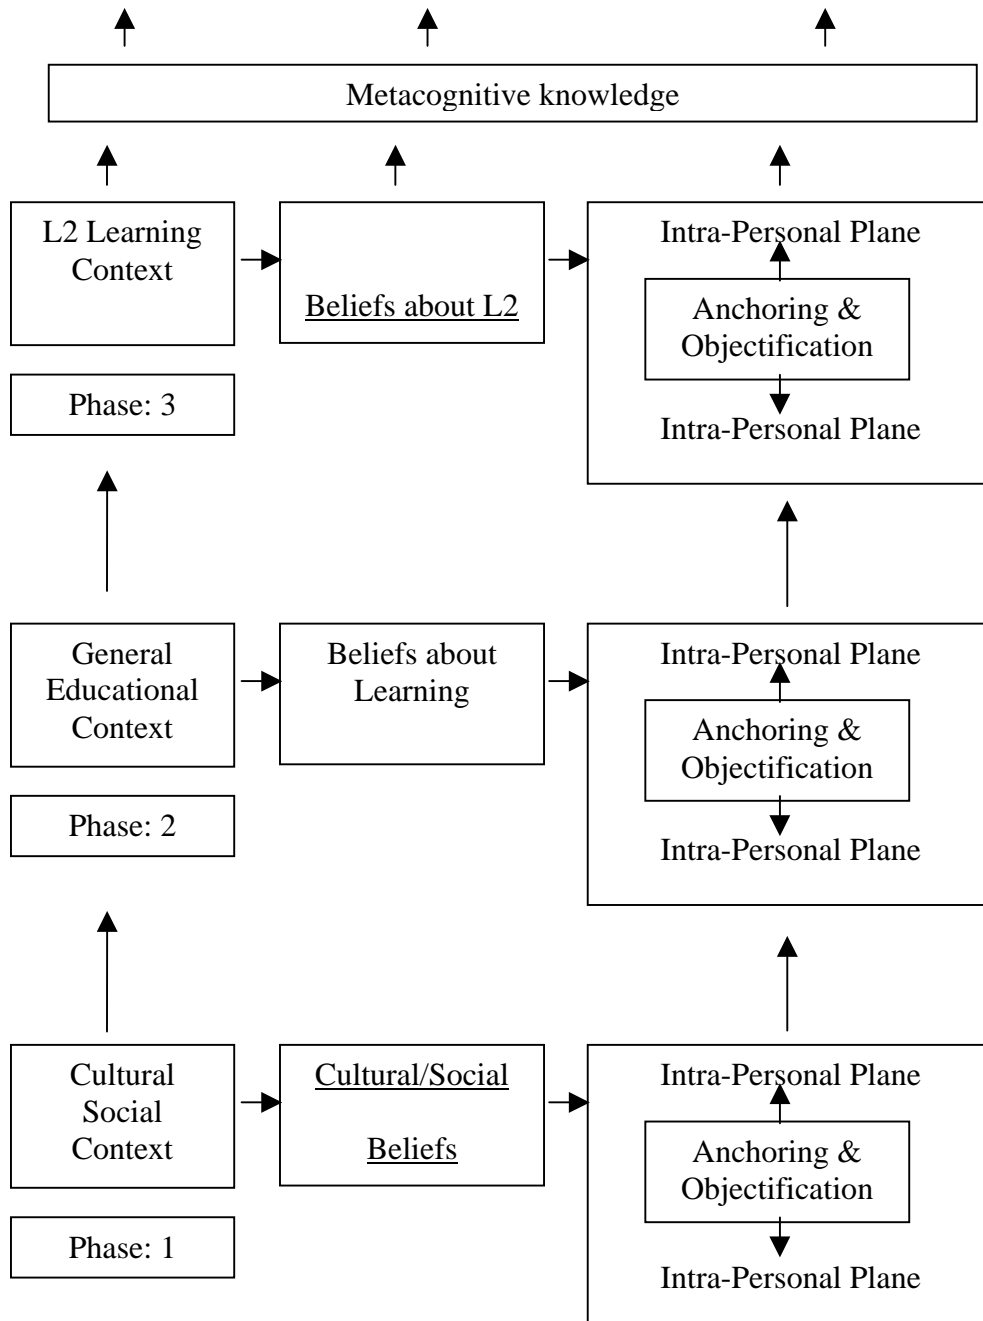 Metacognitive knowledge
L2 Learning
Context
Beliefs about L2
Intra-Personal Plane
Anchoring &
Objectification
Intra-Personal Plane
Phase: 3
General
Educational
Context
Beliefs about
Learning
Intra-Personal Plane
Anchoring &
Objectification
Intra-Personal Plane
Phase: 2
Cultural
Social
Context
Cultural/Social
Beliefs
Intra-Personal Plane
Anchoring &
Objectification
Intra-Personal Plane
Phase: 1